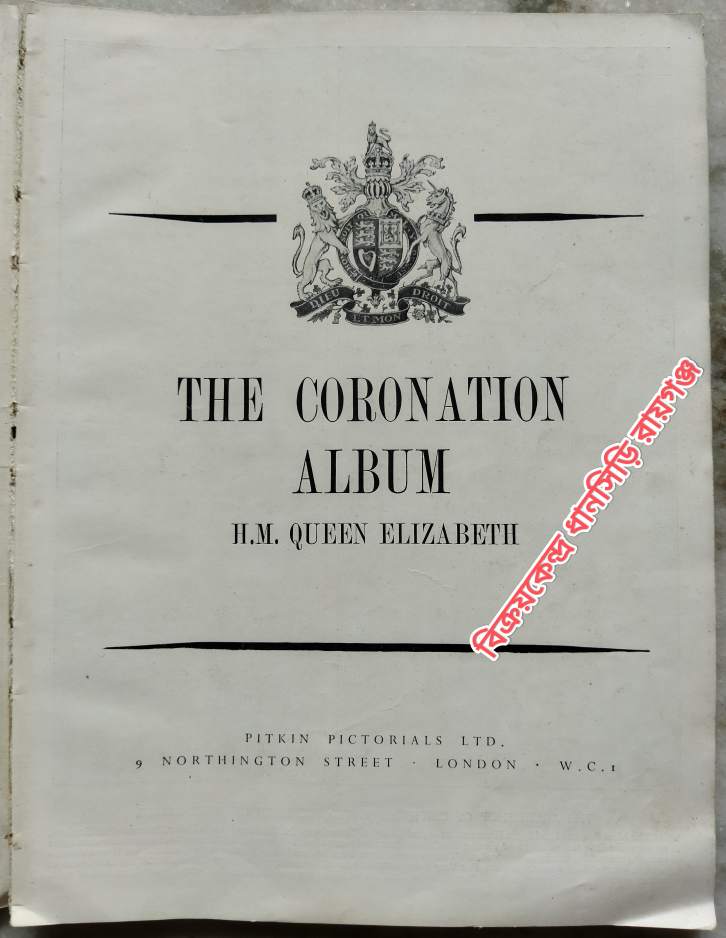 DIEU
ET MON
DROIT
THE CORONATION
ALBUM
H.M. QUEEN ELIZABETH
বিক্রয়কেন্দ্র ধানসিড়ি রায়গঞ্জ
PITKIN PICTORIALS LTD.
9 NORTHINGTON STREET · LONDON · W.C.1